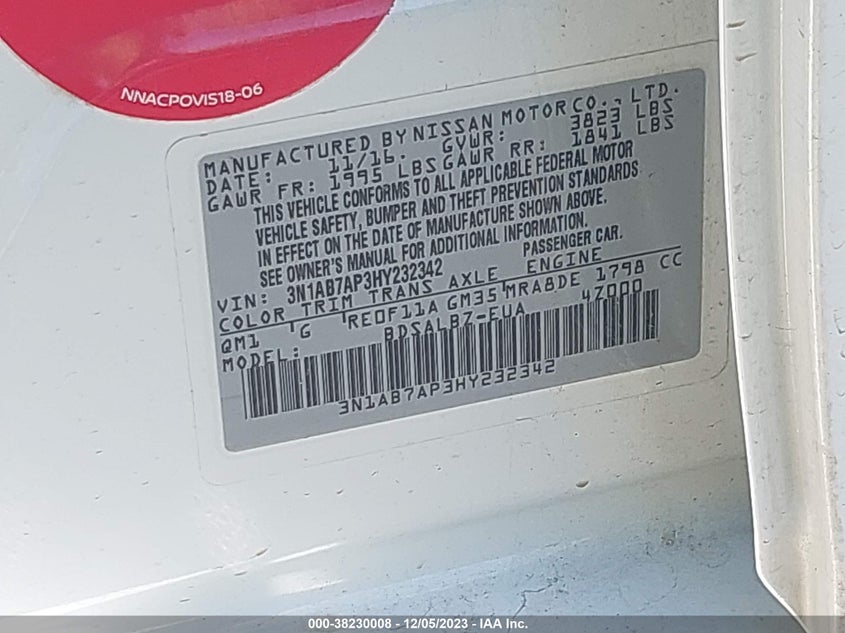 NNACPOVIS18-06
MANUFACTURED BY NISSAN MOTOR CO., LTD.
DATE: 11/16. GVWR: 3823 LBS
GAWR FR: 1995 LBS GAWR RR: 1841 LBS
THIS VEHICLE CONFORMS TO ALL APPLICABLE FEDERAL MOTOR
VEHICLE SAFETY, BUMPER AND THEFT PREVENTION STANDARDS
IN EFFECT ON THE DATE OF MANUFACTURE SHOWN ABOVE.
SEE OWNER'S MANUAL FOR ADDITIONAL INFORMATION.
VIN: 3N1AB7AP3HY232342 PASSENGER CAR.
COLOR TRIM TRANS AXLE ENGINE
QM1 G RE0F11A GM35 MRA8DE 1798 CC
MODEL: BDSALBZ-EUA 47000
3N1AB7AP3HY232342
000-38230008 - 12/05/2023 - IAA Inc.